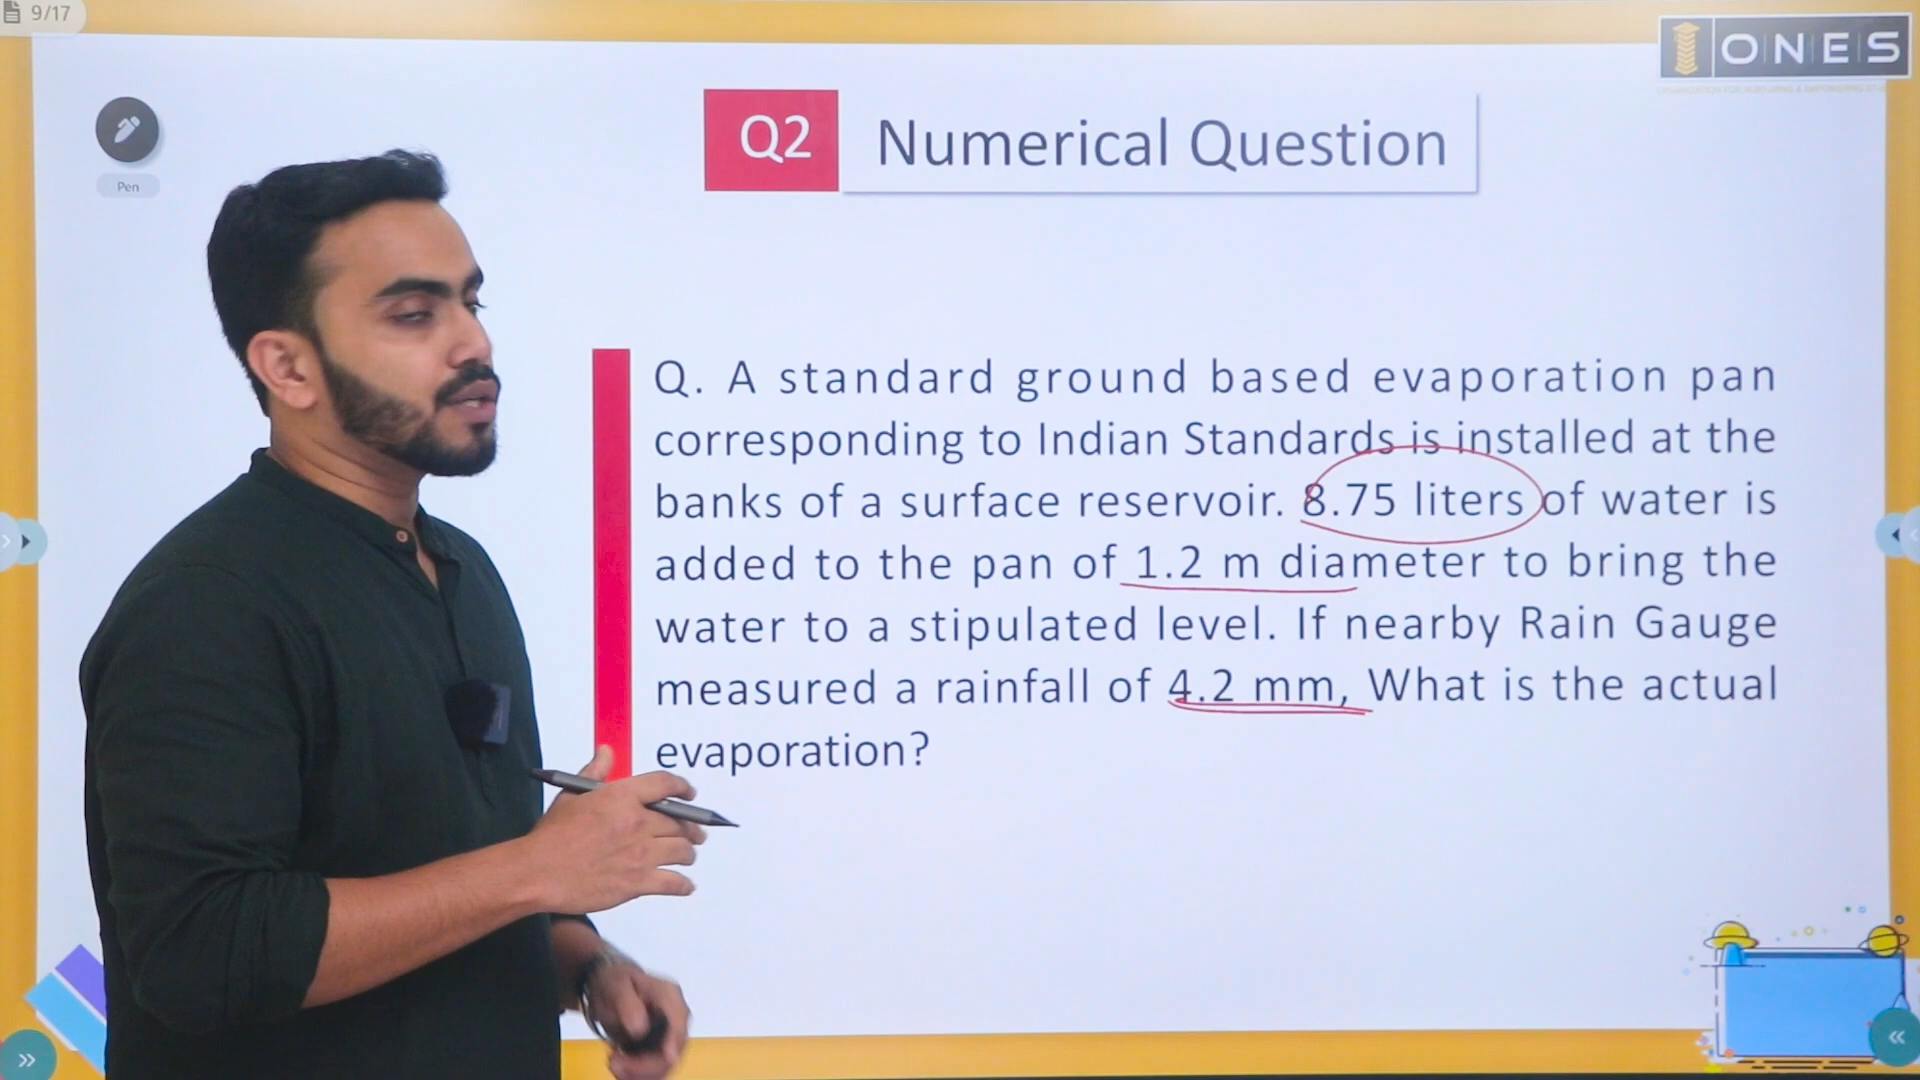 9/17
ONES
Pen
Q2
Numerical Question
Q. A standard ground based evaporation pan
corresponding to Indian Standards is installed at the
banks of a surface reservoir. 8.75 liters of water is
added to the pan of 1.2 m diameter to bring the
water to a stipulated level. If nearby Rain Gauge
measured a rainfall of 4.2 mm, What is the actual
evaporation?